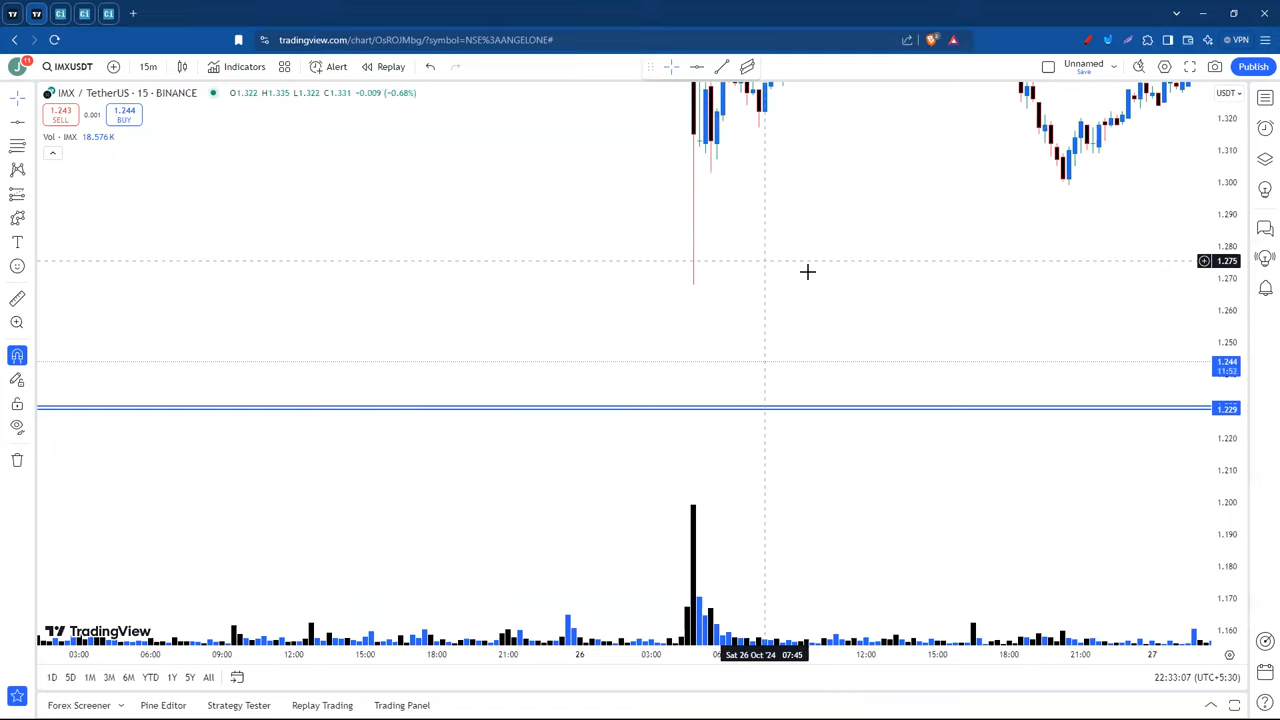 tradingview.com/chart/OsROJMbg/?symbol=NSE%3AANGELONE#
VPN
J
11
IMXUSDT
15m
Indicators
Alert
Replay
Unnamed
Save
Publish
IMX / TetherUS · 15 · BINANCE
O1.322 H1.335 L1.322 C1.331 -0.009 (-0.68%)
USDT
1.243
SELL
0.001
1.244
BUY
Vol · IMX 18.576K
1.320
1.310
1.300
1.290
1.280
1.275
1.270
1.260
1.250
1.244
11:52
1.229
1.220
1.210
1.200
1.190
1.180
1.170
1.160
TradingView
03:00
06:00
09:00
12:00
15:00
18:00
21:00
26
03:00
Sat 26 Oct '24 07:45
12:00
15:00
18:00
21:00
27
1D
5D
1M
3M
6M
YTD
1Y
5Y
All
22:33:07 (UTC+5:30)
Forex Screener
Pine Editor
Strategy Tester
Replay Trading
Trading Panel